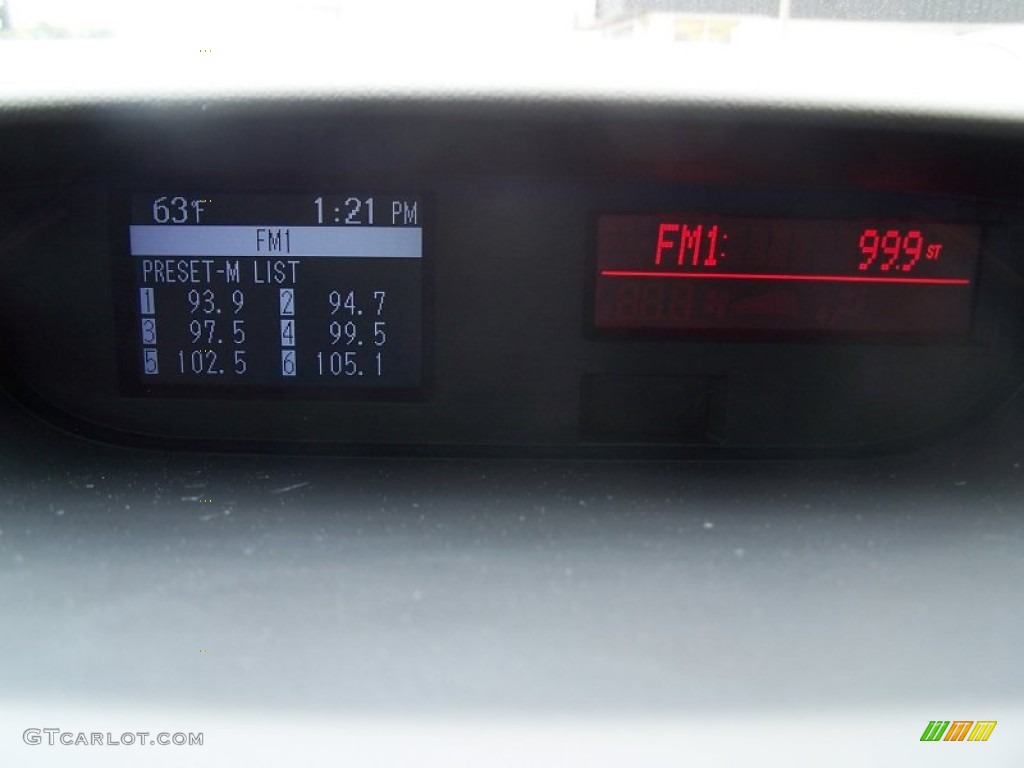 63°F 1:21 PM
FM1
PRESET-M LIST
1 93.9 2 94.7
3 97.5 4 99.5
5 102.5 6 105.1
FM1: 99.9 ST
GTCARLOT.COM